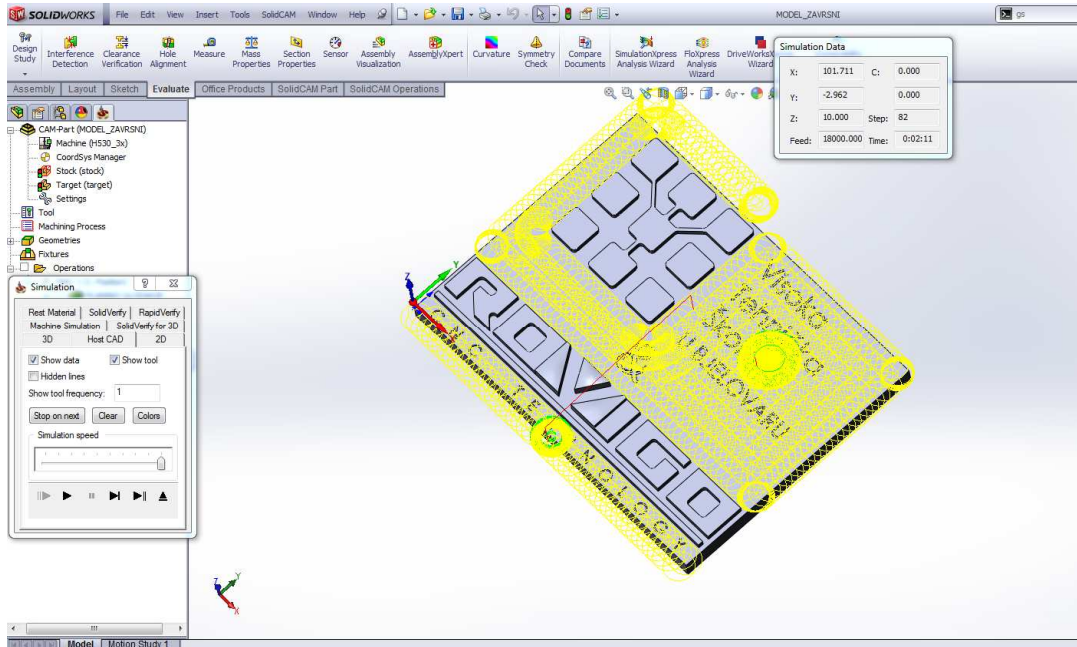 SOLIDWORKS File Edit View Insert Tools SolidCAM Window Help MODEL_ZAVRSNI gs
Design Study
Interference Detection
Clearance Verification
Hole Alignment
Measure
Mass Properties
Section Properties
Sensor
Assembly Visualization
AssemblyXpert
Curvature
Symmetry Check
Compare Documents
SimulationXpress Analysis Wizard
FloXpress Analysis Wizard
Assembly Layout Sketch Evaluate Office Products SolidCAM Part SolidCAM Operations
Simulation Data
X: 101.711 C: 0.000
Y: -2.962 0.000
Z: 10.000 Step: 82
Feed: 18000.000 Time: 0:02:11
CAM-Part (MODEL_ZAVRSNI)
Machine (H530_3x)
CoordSys Manager
Stock (stock)
Target (target)
Settings
Tool
Machining Process
Geometries
Fixtures
Operations
Simulation
Rest Material SolidVerify RapidVerify
Machine Simulation SolidVerify for 3D
3D Host CAD 2D
Show data Show tool
Hidden lines
Show tool frequency: 1
Stop on next Clear Colors
Simulation speed
Z Y
Z Y X
Model Motion Study 1